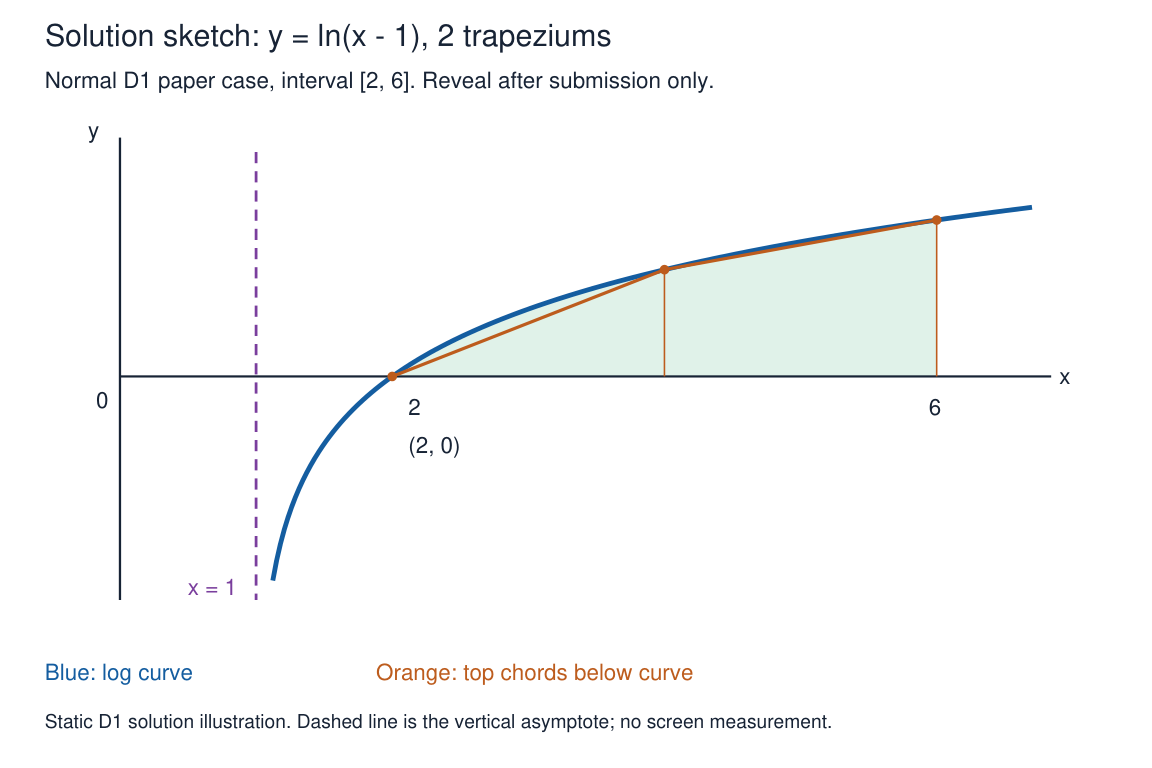 Solution sketch: y = ln(x - 1), 2 trapeziums
Normal D1 paper case, interval [2, 6]. Reveal after submission only.
y
x
0
2
6
(2, 0)
x = 1
Blue: log curve
Orange: top chords below curve
Static D1 solution illustration. Dashed line is the vertical asymptote; no screen measurement.